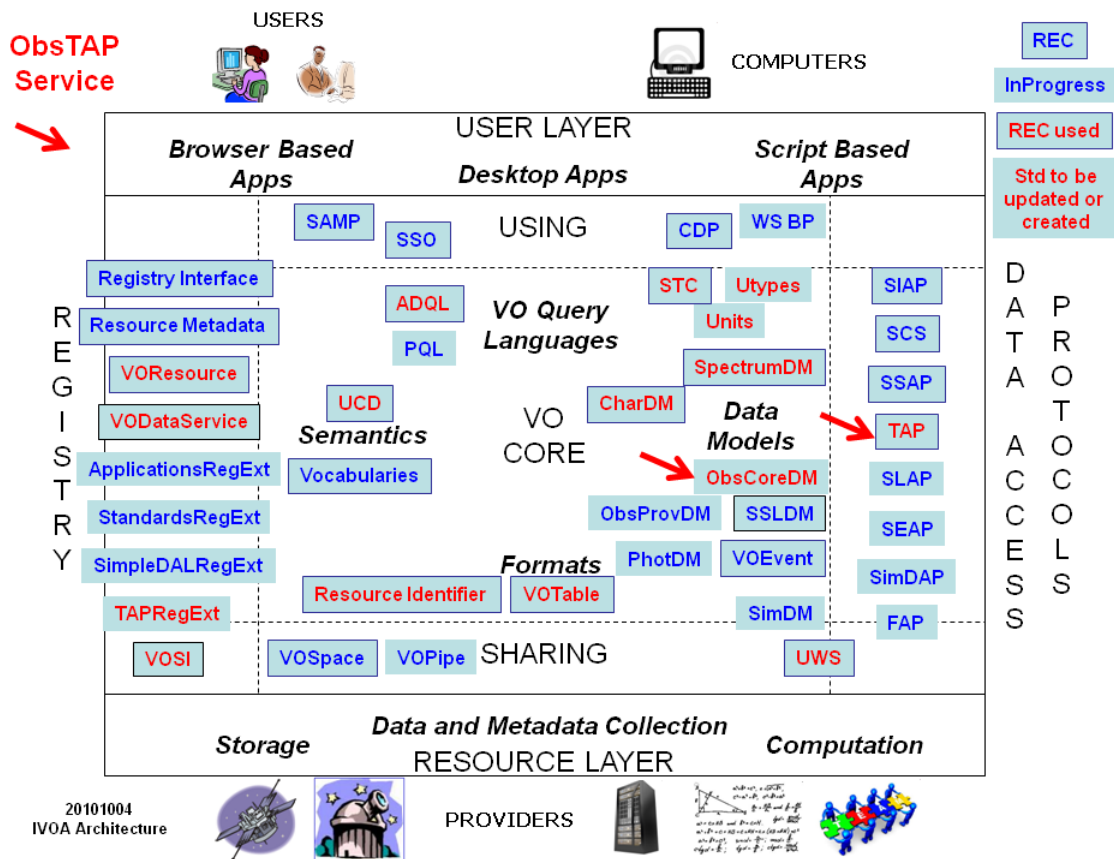 USERS
ObsTAP
Service
COMPUTERS
REC
InProgress
REC used
Std to be
updated or
created
USER LAYER
Browser Based
Apps
Desktop Apps
Script Based
Apps
SAMP
SSO
USING
CDP
WS BP
REGISTRY
Registry Interface
Resource Metadata
VOResource
VODataService
ApplicationsRegExt
StandardsRegExt
SimpleDALRegExt
TAPRegExt
VOSI
ADQL
PQL
VO Query
Languages
UCD
Semantics
Vocabularies
VO
CORE
STC
Utypes
Units
SpectrumDM
CharDM
Data
Models
ObsCoreDM
ObsProvDM
SSLDM
PhotDM
VOEvent
SimDM
Formats
Resource Identifier
VOTable
SIAP
SCS
SSAP
TAP
SLAP
SEAP
SimDAP
FAP
DATA ACCESS
PROTOCOLS
VOSpace
VOPipe
SHARING
UWS
Data and Metadata Collection
Storage
Computation
RESOURCE LAYER
20101004
IVOA Architecture
PROVIDERS